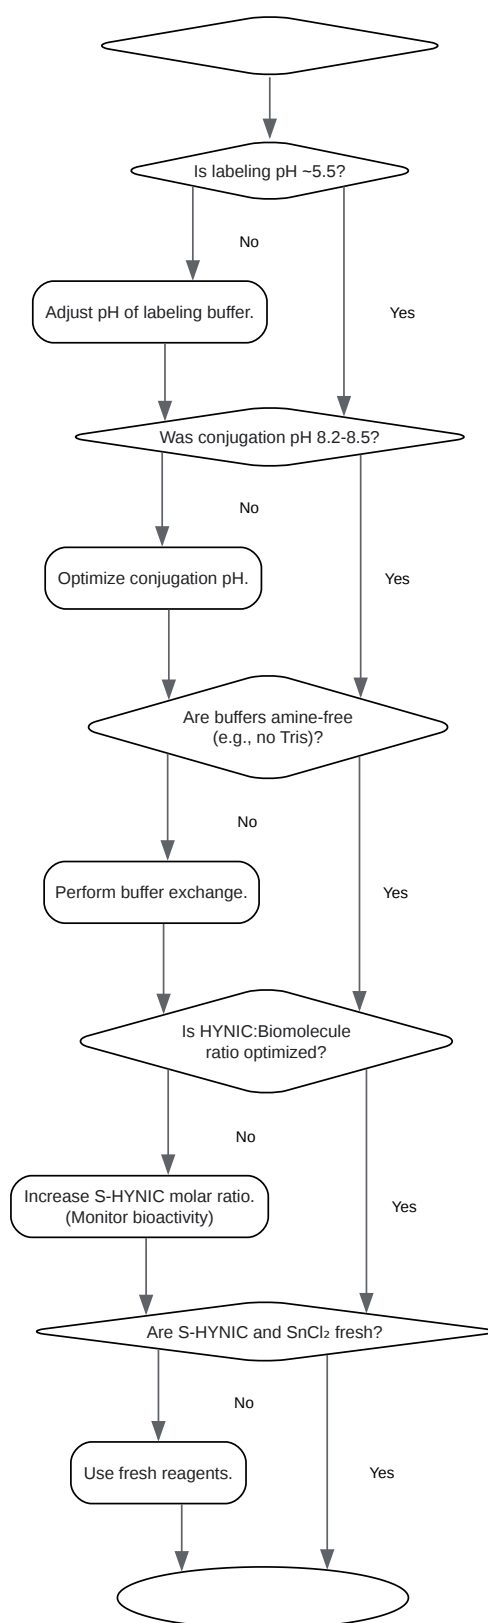 Is labeling pH ~5.5?
No
Adjust pH of labeling buffer.
Yes
Was conjugation pH 8.2-8.5?
No
Optimize conjugation pH.
Yes
Are buffers amine-free
(e.g., no Tris)?
No
Perform buffer exchange.
Yes
Is HYNIC:Biomolecule
ratio optimized?
No
Increase S-HYNIC molar ratio.
(Monitor bioactivity)
Yes
Are S-HYNIC and SnCl₂ fresh?
No
Use fresh reagents.
Yes